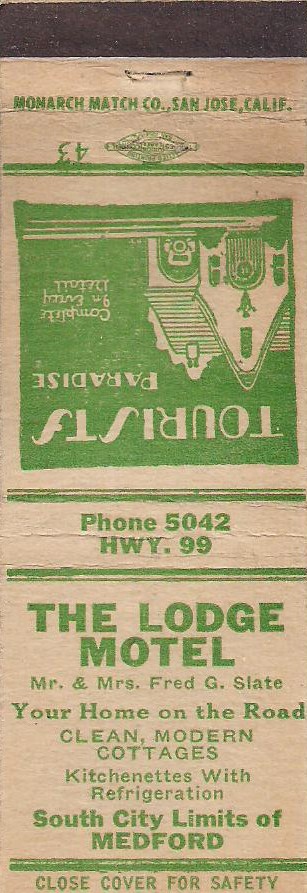 MONARCH MATCH CO., SAN JOSE, CALIF.
43
TOURISTS
PARADISE
Complete
In Every
Detail
Phone 5042
HWY. 99
THE LODGE
MOTEL
Mr. & Mrs. Fred G. Slate
Your Home on the Road
CLEAN, MODERN
COTTAGES
Kitchenettes With
Refrigeration
South City Limits of
MEDFORD
CLOSE COVER FOR SAFETY